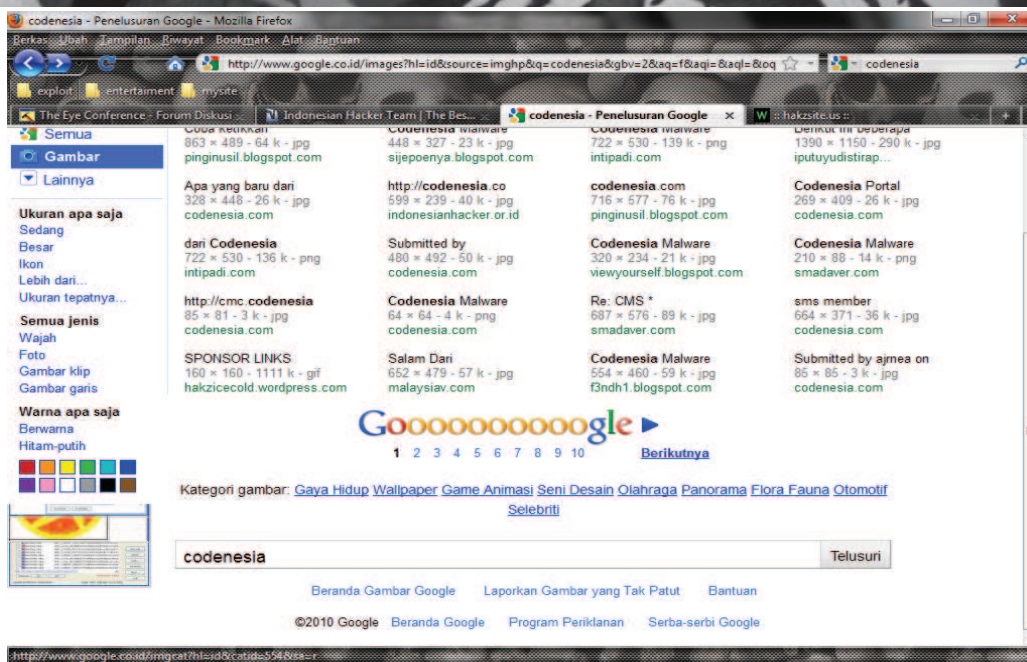 codenesia - Penelusuran Google - Mozilla Firefox
Berkas Ubah Tampilan Riwayat Bookmark Alat Bantuan
http://www.google.co.id/images?hl=id&source=imghp&q=codenesia&gbv=2&aq=f&aqi=&aql=&oq
codenesia
exploit entertaiment mysite
The Eye Conference - Forum Diskusi
Indonesian Hacker Team | The Bes...
codenesia - Penelusuran Google
:: hakzsite.us ::
Semua
Gambar
Lainnya
Ukuran apa saja
Sedang
Besar
Ikon
Lebih dari...
Ukuran tepatnya...
Semua jenis
Wajah
Foto
Gambar klip
Gambar garis
Warna apa saja
Berwarna
Hitam-putih
Coba ketikkan
863 × 489 - 64 k - jpg
pinginusil.blogspot.com
Codenesia Malware
448 × 327 - 23 k - jpg
sijepoenya.blogspot.com
Codenesia Malware
722 × 530 - 139 k - png
intipadi.com
Berikut ini beberapa
1390 × 1150 - 290 k - jpg
iputuyudistirap...
Apa yang baru dari
328 × 448 - 26 k - jpg
codenesia.com
http://codenesia.co
599 × 239 - 40 k - jpg
indonesianhacker.or.id
codenesia.com
716 × 577 - 76 k - jpg
pinginusil.blogspot.com
Codenesia Portal
269 × 409 - 26 k - jpg
codenesia.com
dari Codenesia
722 × 530 - 136 k - png
intipadi.com
Submitted by
480 × 492 - 50 k - jpg
codenesia.com
Codenesia Malware
320 × 234 - 21 k - jpg
viewyourself.blogspot.com
Codenesia Malware
210 × 88 - 14 k - png
smadaver.com
http://cmc.codenesia
85 × 81 - 3 k - jpg
codenesia.com
Codenesia Malware
64 × 64 - 4 k - png
codenesia.com
Re: CMS *
687 × 576 - 89 k - jpg
smadaver.com
sms member
664 × 371 - 36 k - jpg
codenesia.com
SPONSOR LINKS
160 × 160 - 1111 k - gif
hakzicecold.wordpress.com
Salam Dari
652 × 479 - 57 k - jpg
malaysiav.com
Codenesia Malware
554 × 460 - 59 k - jpg
f3ndh1.blogspot.com
Submitted by ajrnea on
85 × 85 - 3 k - jpg
codenesia.com
Goooooooooogle
1 2 3 4 5 6 7 8 9 10 Berikutnya
Kategori gambar: Gaya Hidup Wallpaper Game Animasi Seni Desain Olahraga Panorama Flora Fauna Otomotif
Selebriti
codenesia Telusuri
Beranda Gambar Google Laporkan Gambar yang Tak Patut Bantuan
©2010 Google Beranda Google Program Periklanan Serba-serbi Google
http://www.google.co.id/imgcat?hl=id&catid=554&sa=r